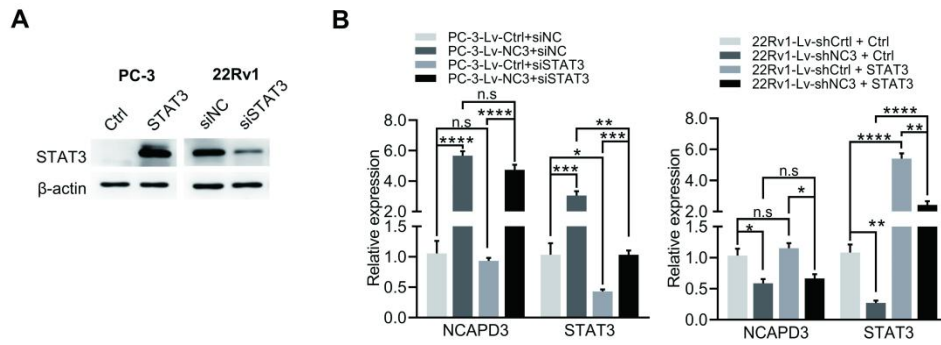 A
PC-3
22Rv1
Ctrl
STAT3
siNC
siSTAT3
STAT3
β-actin
B
PC-3-Lv-Ctrl+siNC
PC-3-Lv-NC3+siNC
PC-3-Lv-Ctrl+siSTAT3
PC-3-Lv-NC3+siSTAT3
Relative expression
8.0
6.0
4.0
2.0
1.5
1.0
0.5
0.0
n.s
n.s
****
****
**
*
***
***
NCAPD3
STAT3
22Rv1-Lv-shCrtl + Ctrl
22Rv1-Lv-shNC3 + Ctrl
22Rv1-Lv-shCtrl + STAT3
22Rv1-Lv-shNC3 + STAT3
Relative expression
8.0
6.0
4.0
2.0
1.5
1.0
0.5
0.0
n.s
n.s
*
*
****
****
**
**
NCAPD3
STAT3